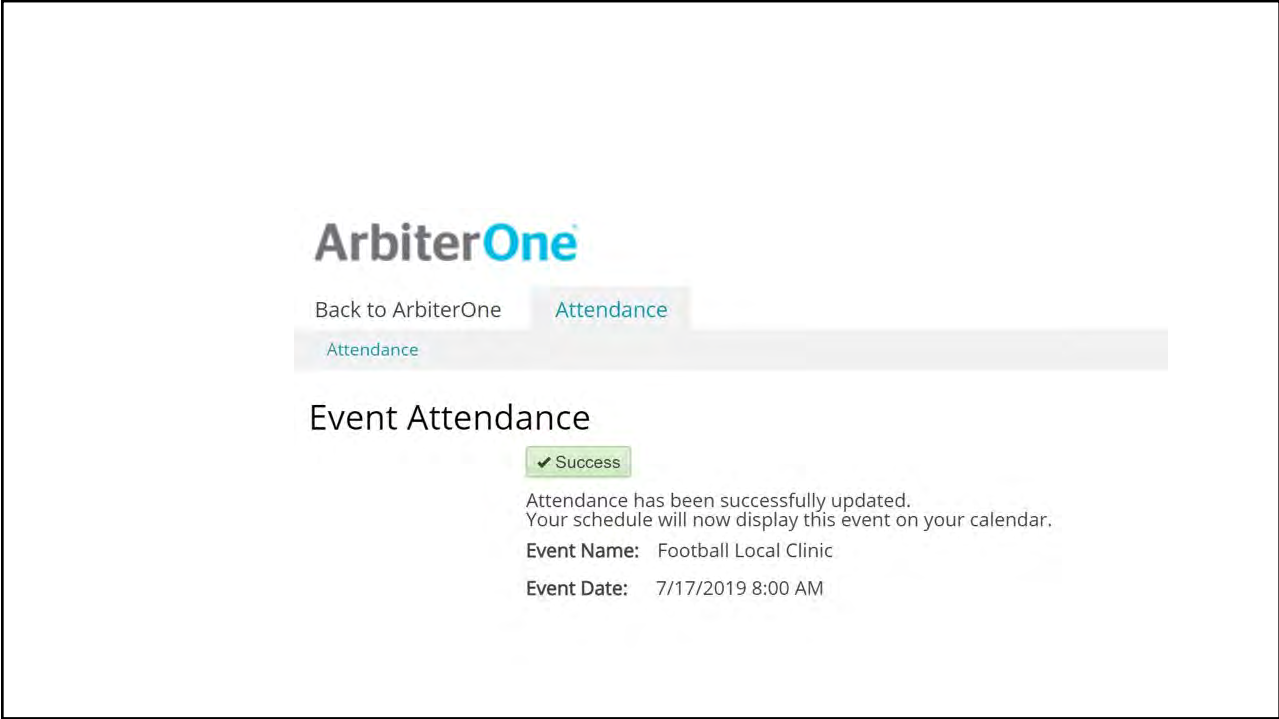 ArbiterOne
Back to ArbiterOne Attendance
Attendance
Event Attendance
✔ Success
Attendance has been successfully updated.
Your schedule will now display this event on your calendar.
Event Name: Football Local Clinic
Event Date: 7/17/2019 8:00 AM